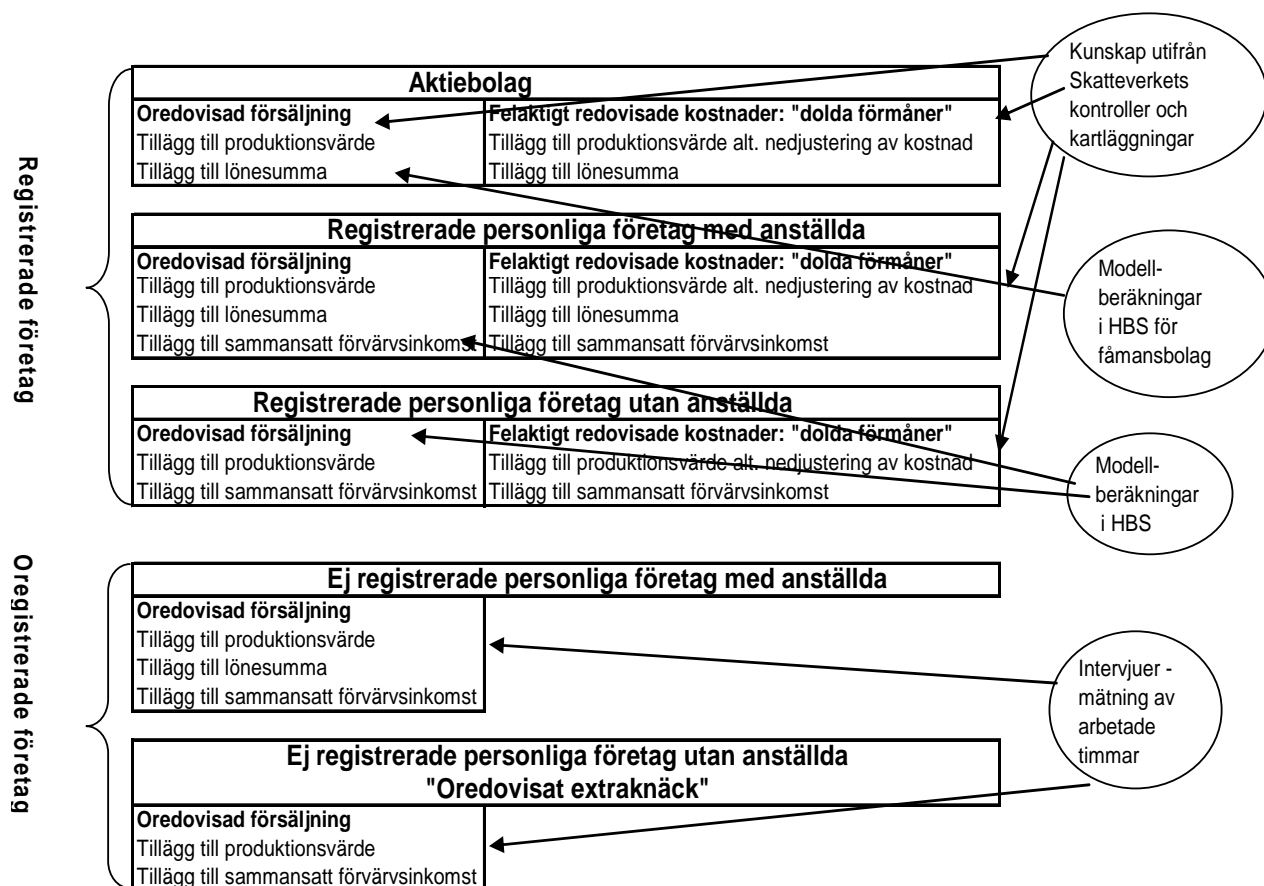 Registrerade företag
Aktiebolag
Oredovisad försäljning
Tillägg till produktionsvärde
Tillägg till lönesumma
Felaktigt redovisade kostnader: "dolda förmåner"
Tillägg till produktionsvärde alt. nedjustering av kostnad
Tillägg till lönesumma
Registrerade personliga företag med anställda
Oredovisad försäljning
Tillägg till produktionsvärde
Tillägg till lönesumma
Tillägg till sammansatt förvärvsinkomst
Felaktigt redovisade kostnader: "dolda förmåner"
Tillägg till produktionsvärde alt. nedjustering av kostnad
Tillägg till lönesumma
Tillägg till sammansatt förvärvsinkomst
Registrerade personliga företag utan anställda
Oredovisad försäljning
Tillägg till produktionsvärde
Tillägg till sammansatt förvärvsinkomst
Felaktigt redovisade kostnader: "dolda förmåner"
Tillägg till produktionsvärde alt. nedjustering av kostnad
Tillägg till sammansatt förvärvsinkomst
Kunskap utifrån
Skatteverkets
kontroller och
kartläggningar
Modell-
beräkningar
i HBS för
fåmansbolag
Modell-
beräkningar
i HBS
Oregistrerade företag
Ej registrerade personliga företag med anställda
Oredovisad försäljning
Tillägg till produktionsvärde
Tillägg till lönesumma
Tillägg till sammansatt förvärvsinkomst
Ej registrerade personliga företag utan anställda
"Oredovisat extraknäck"
Oredovisad försäljning
Tillägg till produktionsvärde
Tillägg till sammansatt förvärvsinkomst
Intervjuer -
mätning av
arbetade
timmar